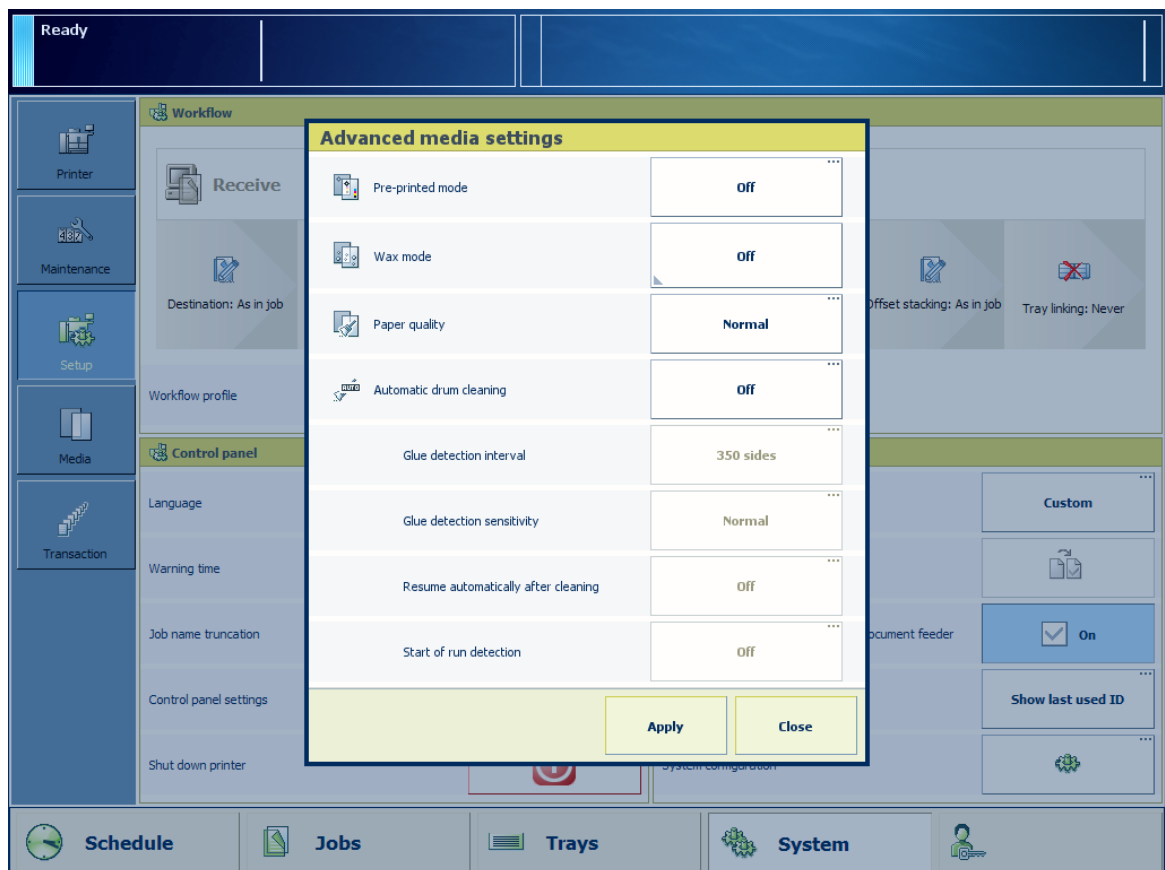 Ready
Printer
Maintenance
Setup
Media
Transaction
Workflow
Receive
Destination: As in job
Offset stacking: As in job
Tray linking: Never
Workflow profile
Control panel
Language
Warning time
Job name truncation
Control panel settings
Shut down printer
Advanced media settings
Pre-printed mode
Off
Wax mode
Off
Paper quality
Normal
Automatic drum cleaning
Off
Glue detection interval
350 sides
Glue detection sensitivity
Normal
Resume automatically after cleaning
Off
Start of run detection
Off
Apply
Close
Custom
document feeder
On
Show last used ID
System configuration
Schedule
Jobs
Trays
System